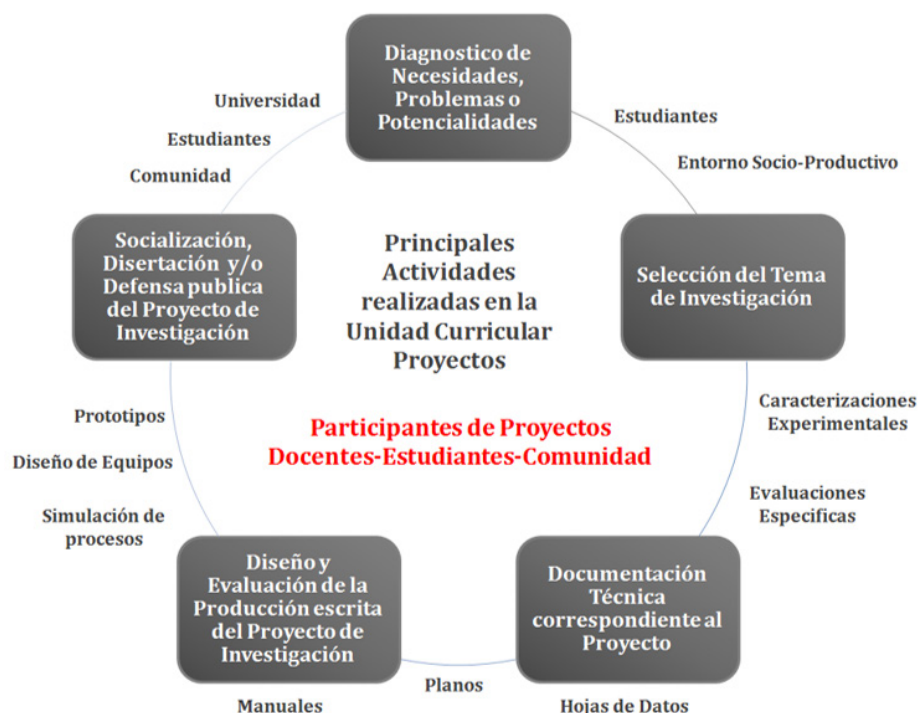 Diagnostico de
Necesidades,
Problemas o
Potencialidades
Universidad
Estudiantes
Comunidad
Estudiantes
Entorno Socio-Productivo
Socialización,
Disertación y/o
Defensa publica
del Proyecto de
Investigación
Principales
Actividades
realizadas en la
Unidad Curricular
Proyectos
Selección del Tema
de Investigación
Participantes de Proyectos
Docentes-Estudiantes-Comunidad
Caracterizaciones
Experimentales
Evaluaciones
Especificas
Prototipos
Diseño de Equipos
Simulación de
procesos
Diseño y
Evaluación de la
Producción escrita
del Proyecto de
Investigación
Documentación
Técnica
correspondiente al
Proyecto
Manuales
Planos
Hojas de Datos